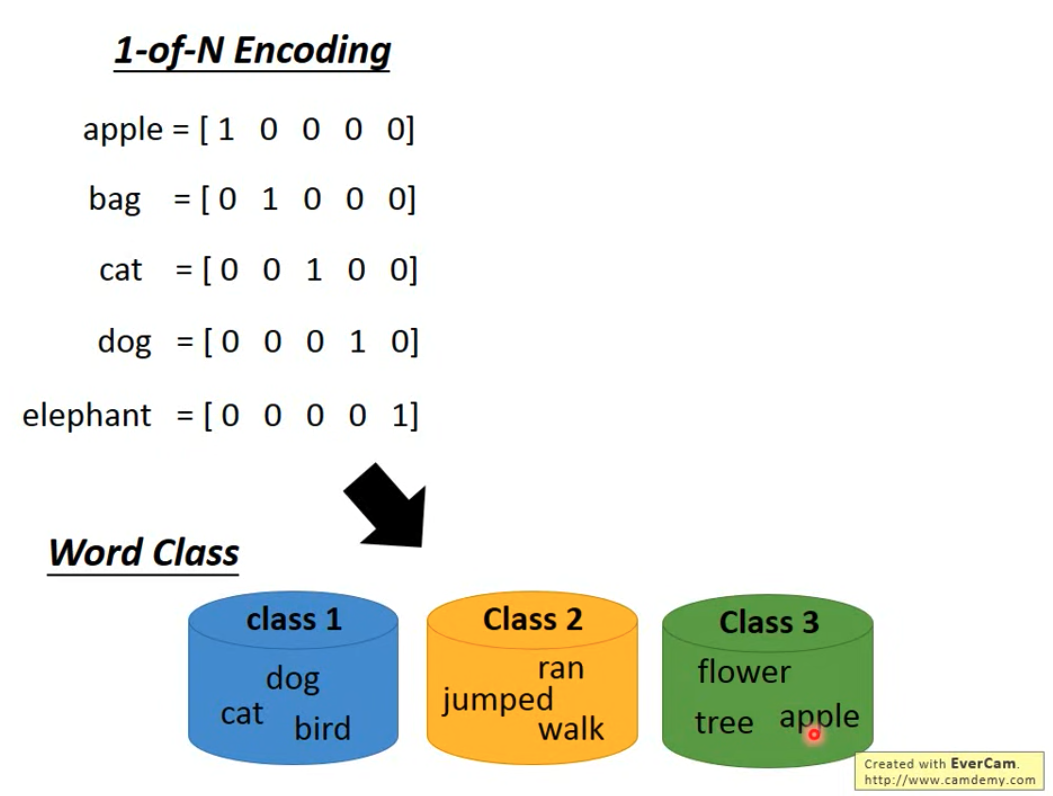 1-of-N Encoding
apple = [ 1 0 0 0 0]
bag = [ 0 1 0 0 0]
cat = [ 0 0 1 0 0]
dog = [ 0 0 0 1 0]
elephant = [ 0 0 0 0 1]
Word Class
class 1
dog
cat
bird
Class 2
ran
jumped
walk
Class 3
flower
tree
apple
Created with EverCam.
http://www.camdemy.com